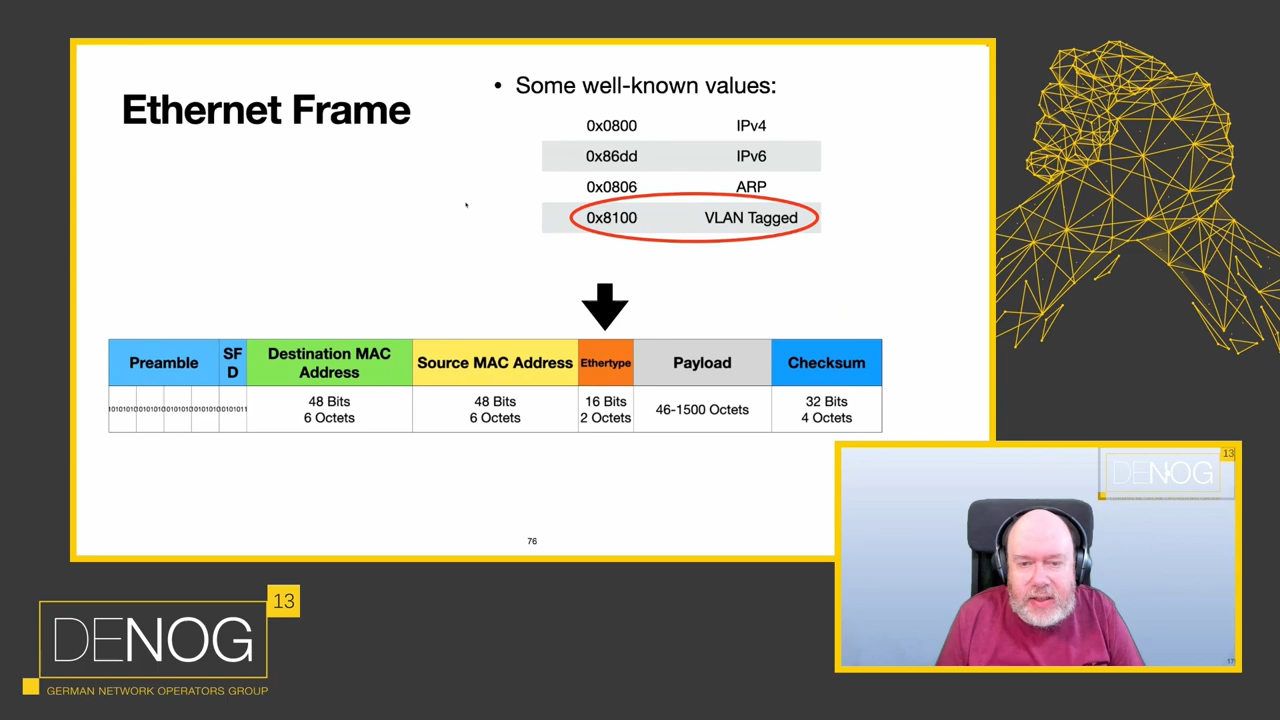 Ethernet Frame
• Some well-known values:
0x0800 IPv4
0x86dd IPv6
0x0806 ARP
0x8100 VLAN Tagged
Preamble
SF
D
Destination MAC
Address
Source MAC Address
Ethertype
Payload
Checksum
48 Bits
6 Octets
48 Bits
6 Octets
16 Bits
2 Octets
46-1500 Octets
32 Bits
4 Octets
76
DENOG
13
DENOG
13
GERMAN NETWORK OPERATORS GROUP